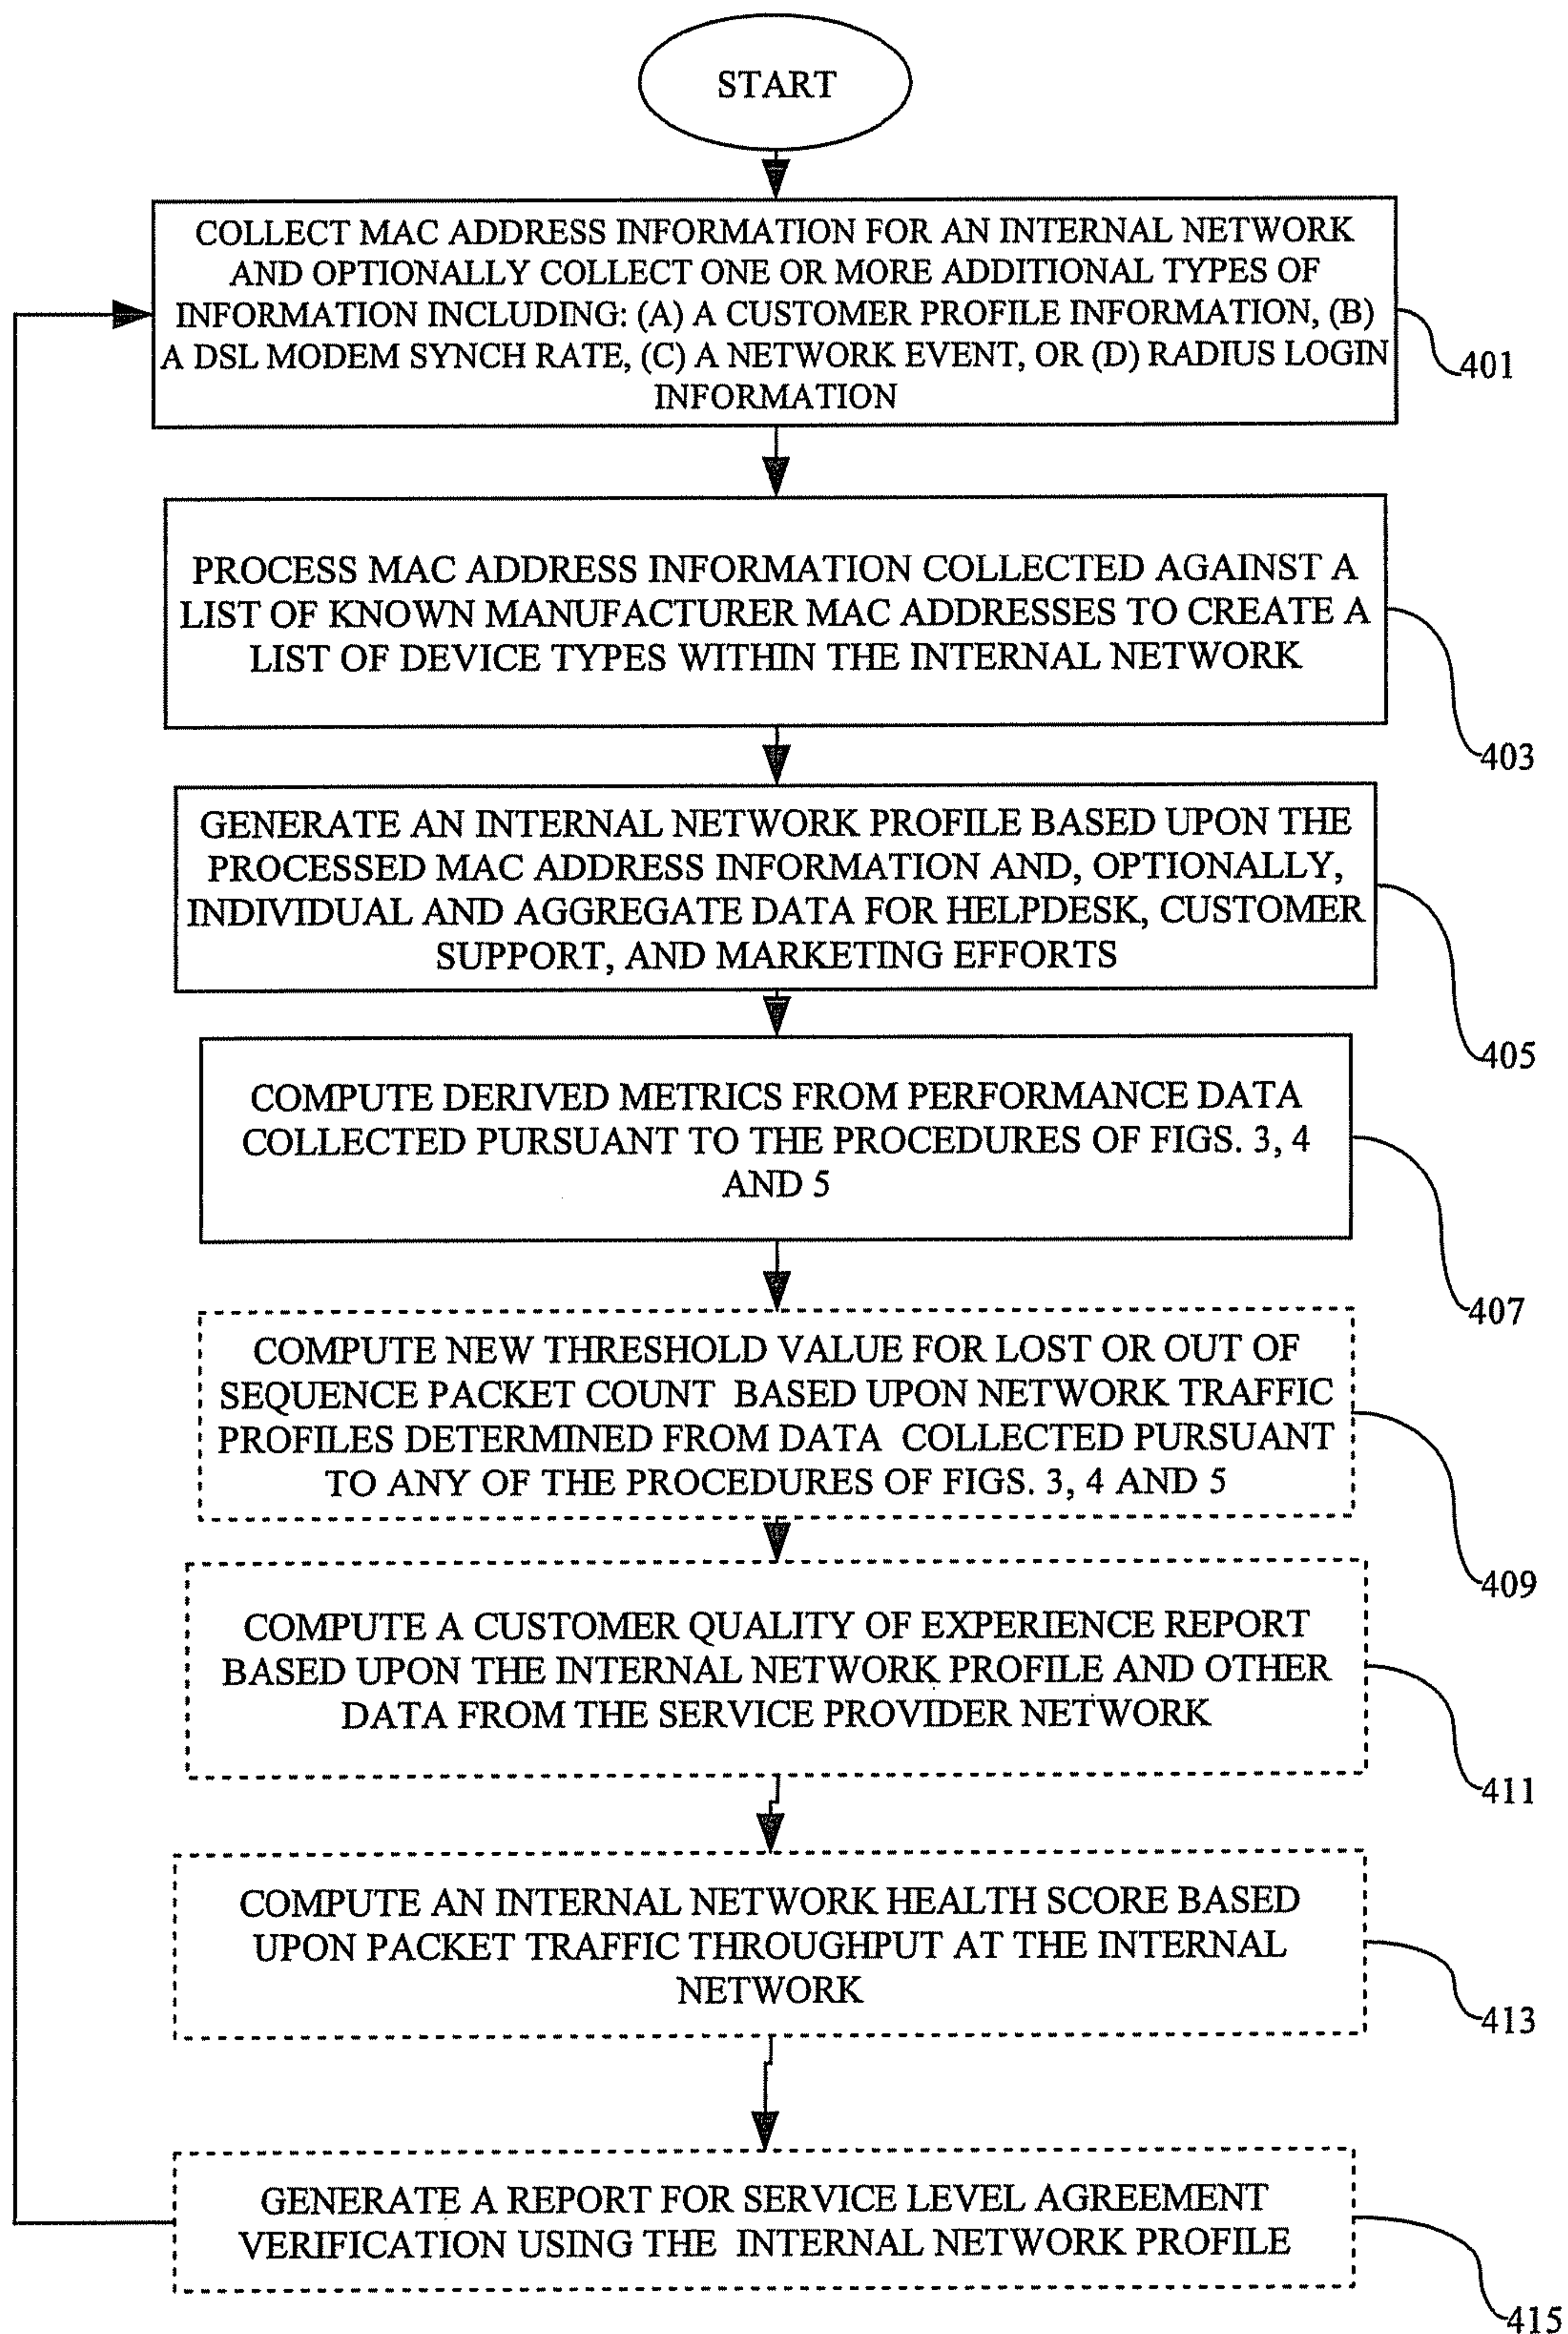 START
COLLECT MAC ADDRESS INFORMATION FOR AN INTERNAL NETWORK
AND OPTIONALLY COLLECT ONE OR MORE ADDITIONAL TYPES OF
INFORMATION INCLUDING: (A) A CUSTOMER PROFILE INFORMATION, (B)
A DSL MODEM SYNCH RATE, (C) A NETWORK EVENT, OR (D) RADIUS LOGIN
INFORMATION
401
PROCESS MAC ADDRESS INFORMATION COLLECTED AGAINST A
LIST OF KNOWN MANUFACTURER MAC ADDRESSES TO CREATE A
LIST OF DEVICE TYPES WITHIN THE INTERNAL NETWORK
403
GENERATE AN INTERNAL NETWORK PROFILE BASED UPON THE
PROCESSED MAC ADDRESS INFORMATION AND, OPTIONALLY,
INDIVIDUAL AND AGGREGATE DATA FOR HELPDESK, CUSTOMER
SUPPORT, AND MARKETING EFFORTS
405
COMPUTE DERIVED METRICS FROM PERFORMANCE DATA
COLLECTED PURSUANT TO THE PROCEDURES OF FIGS. 3, 4
AND 5
407
COMPUTE NEW THRESHOLD VALUE FOR LOST OR OUT OF
SEQUENCE PACKET COUNT BASED UPON NETWORK TRAFFIC
PROFILES DETERMINED FROM DATA COLLECTED PURSUANT
TO ANY OF THE PROCEDURES OF FIGS. 3, 4 AND 5
409
COMPUTE A CUSTOMER QUALITY OF EXPERIENCE REPORT
BASED UPON THE INTERNAL NETWORK PROFILE AND OTHER
DATA FROM THE SERVICE PROVIDER NETWORK
411
COMPUTE AN INTERNAL NETWORK HEALTH SCORE BASED
UPON PACKET TRAFFIC THROUGHPUT AT THE INTERNAL
NETWORK
413
GENERATE A REPORT FOR SERVICE LEVEL AGREEMENT
VERIFICATION USING THE INTERNAL NETWORK PROFILE
415